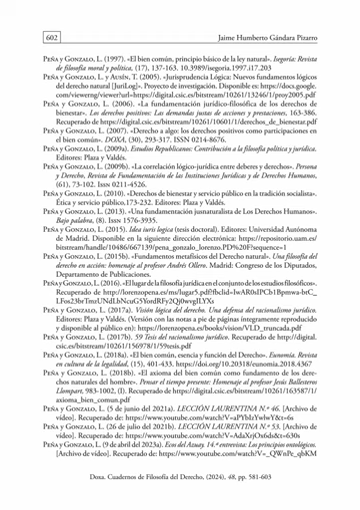 602
Jaime Humberto Gándara Pizarro
Peña y Gonzalo, L. (1997). «El bien común, principio básico de la ley natural». Isegoría: Revista
de filosofía moral y política, (17), 137-163. 10.3989/isegoria.1997.i17.203
Peña y Gonzalo, L. y Ausín, T. (2005). «Jurisprudencia Lógica: Nuevos fundamentos lógicos
del derecho natural [JuriLog]». Proyecto de investigación. Disponible es: https://docs.google.
com/viewerng/viewer?url=https://digital.csic.es/bitstream/10261/13246/1/proy2005.pdf
Peña y Gonzalo, L. (2006). «La fundamentación jurídico-filosófica de los derechos de
bienestar». Los derechos positivos: Las demandas justas de acciones y prestaciones, 163-386.
Recuperado de https://digital.csic.es/bitstream/10261/10601/1/derechos_de_bienestar.pdf
Peña y Gonzalo, L. (2007). «Derecho a algo: los derechos positivos como participaciones en
el bien común». DOXA, (30), 293-317. ISSN 0214-8676.
Peña y Gonzalo, L. (2009a). Estudios Republicanos: Contribución a la filosofía política y jurídica.
Editores: Plaza y Valdés.
Peña y Gonzalo, L. (2009b). «La correlación lógico-jurídica entre deberes y derechos». Persona
y Derecho, Revista de Fundamentación de las Instituciones Jurídicas y de Derechos Humanos,
(61), 73-102. Issn 0211-4526.
Peña y Gonzalo, L. (2010). «Derechos de bienestar y servicio público en la tradición socialista».
Ética y servicio público,173-232. Editores: Plaza y Valdés.
Peña y Gonzalo, L. (2013). «Una fundamentación jusnaturalista de Los Derechos Humanos».
Bajo palabra, (8). Issn 1576-3935.
Peña y Gonzalo, L. (2015). Idea iuris logica (tesis doctoral). Editores: Universidad Autónoma
de Madrid. Disponible en la siguiente dirección electrónica: https://repositorio.uam.es/
bitstream/handle/10486/667139/pena_gonzalo_lorenzo.PD%20F?sequence=1
Peña y Gonzalo, L. (2015b). «Fundamentos metafísicos del Derecho natural». Una filosofía del
derecho en acción: homenaje al profesor Andrés Ollero. Madrid: Congreso de los Diputados,
Departamento de Publicaciones.
Peña y Gonzalo, L. (2016). «El lugar de la filosofía jurídica en el conjunto de los estudios filosóficos».
Recuperado de http://lorenzopena.es/ms/lugar5.pdf?fbclid=IwAR0sIPCb1Bpnwa-btC_
Peña y Gonzalo, L. (2017a). Visión lógica del derecho. Una defensa del racionalismo jurídico.
Editores: Plaza y Valdés. (Versión con las notas a pie de páginas íntegramente reproducido
y disponible al público en): https://lorenzopena.es/books/vision/VLD_truncada.pdf
Peña y Gonzalo, L. (2017b). 59 Tesis del racionalismo jurídico. Recuperado de http://digital.
csic.es/bitstream/10261/156978/1/59tesis.pdf
Peña y Gonzalo, L. (2018a). «El bien común, esencia y función del Derecho». Eunomía. Revista
en cultura de la legalidad, (15), 401-433. https://doi.org/10.20318/eunomia.2018.4367
Peña y Gonzalo, L. (2018b). «El axioma del bien común como fundamento de los dere-
chos naturales del hombre». Pensar el tiempo presente: Homenaje al profesor Jesús Ballesteros
Llompart, 983-1002, (I). Recuperado de https://digital.csic.es/bitstream/10261/163587/1/
axioma_bien_comun.pdf
Peña y Gonzalo, L. (5 de junio del 2021a). LECCIÓN LAURENTINA N.º 46. [Archivo de
vídeo]. Recuperado de: https://www.youtube.com/watch?V=aPYbIzYwlwY&t=6s
Peña y Gonzalo, L. (26 de julio del 2021b). LECCIÓN LAURENTINA N.º 53. [Archivo de
vídeo]. Recuperado de: https://www.youtube.com/watch?V=AdaXrjOx6ds&t=630s
Peña y Gonzalo, L. (9 de abril del 2023a). Ecos del Azuay. 14.ª entrevista: Los principios ontológicos.
[Archivo de vídeo]. Recuperado de: https://www.youtube.com/watch?V=_QWnPc_qbKM
Doxa. Cuadernos de Filosofía del Derecho, (2024), 48, pp. 581-603